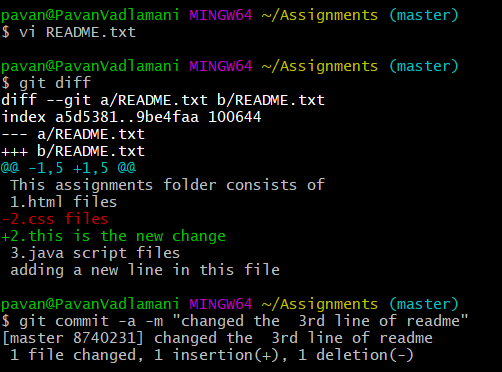 pavan@PavanVadlamani MINGW64 ~/Assignments (master)
$ vi README.txt
pavan@PavanVadlamani MINGW64 ~/Assignments (master)
$ git diff
diff --git a/README.txt b/README.txt
index a5d5381..9be4faa 100644
--- a/README.txt
+++ b/README.txt
@@ -1,5 +1,5 @@
 This assignments folder consists of
 1.html files
-2.css files
+2.this is the new change
 3.java script files
 adding a new line in this file
pavan@PavanVadlamani MINGW64 ~/Assignments (master)
$ git commit -a -m "changed the  3rd line of readme"
[master 8740231] changed the  3rd line of readme
 1 file changed, 1 insertion(+), 1 deletion(-)